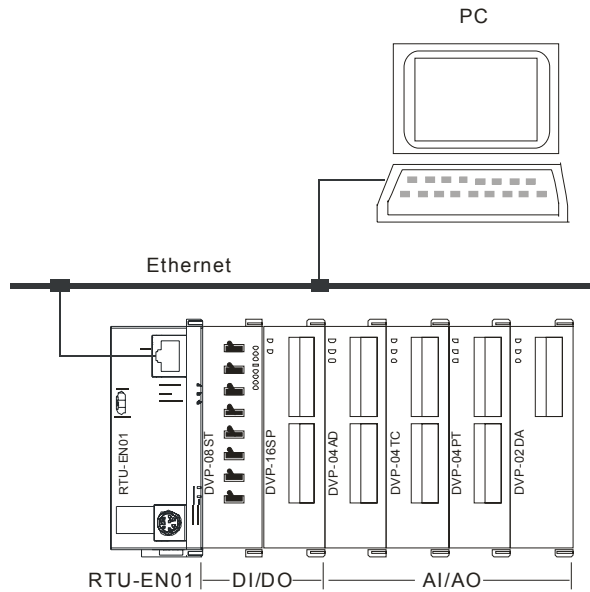 PC
Ethernet
RTU-EN01
DVP-08ST
DVP-16SP
DVP-04AD
DVP-04TC
DVP-04PT
DVP-02DA
RTU-EN01
DI/DO
AI/AO